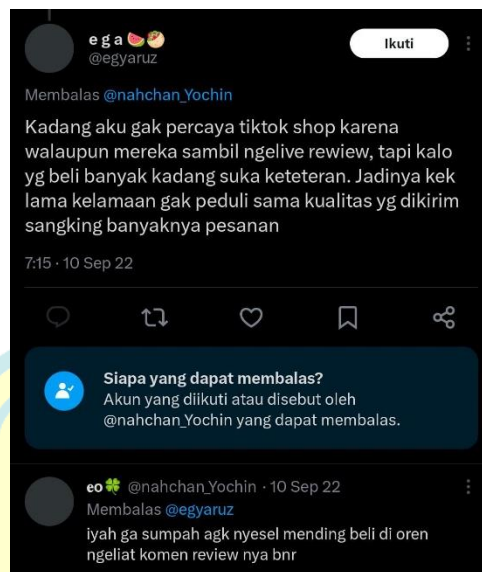 e g a🍉🥙
@egyaruz
Ikuti
Membalas @nahchan_Yochin
Kadang aku gak percaya tiktok shop karena
walaupun mereka sambil ngelive rewiew, tapi kalo
yg beli banyak kadang suka keteteran. Jadinya kek
lama kelamaan gak peduli sama kualitas yg dikirim
sangking banyaknya pesanan
7:15 · 10 Sep 22
Siapa yang dapat membalas?
Akun yang diikuti atau disebut oleh
@nahchan_Yochin yang dapat membalas.
eo🍀 @nahchan_Yochin · 10 Sep 22
Membalas @egyaruz
iyah ga sumpah agk nyesel mending beli di oren
ngeliat komen review nya bnr